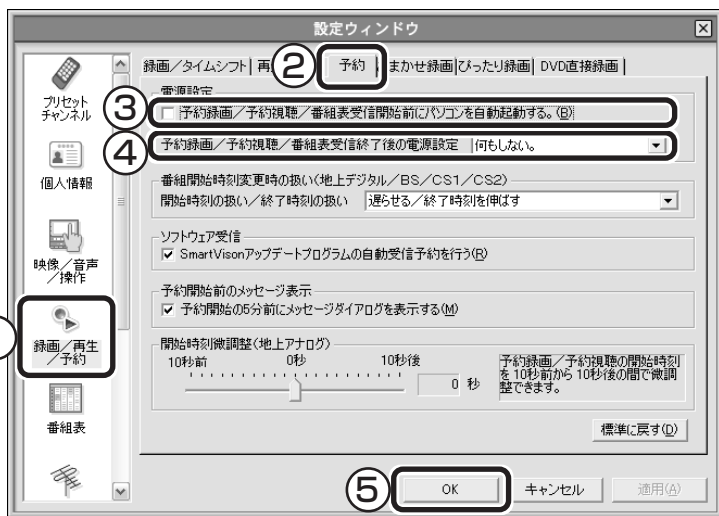 設定ウィンドウ
プリセット
チャンネル
個人情報
映像／音声
／操作
録画／再生
／予約
番組表
録画／タイムシフト
再
②
予約
まかせ録画
ぴったり録画
DVD直接録画
電源設定
③
予約録画／予約視聴／番組表受信開始前にパソコンを自動起動する。(B)
④
予約録画／予約視聴／番組表受信終了後の電源設定 何もしない。
番組開始時刻変更時の扱い(地上デジタル／BS／CS1／CS2)
開始時刻の扱い／終了時刻の扱い 遅らせる／終了時刻を伸ばす
ソフトウェア受信
SmartVisonアップデートプログラムの自動受信予約を行う(R)
予約開始前のメッセージ表示
予約開始の5分前にメッセージダイアログを表示する(M)
開始時刻微調整(地上アナログ)
10秒前 0秒 10秒後
0 秒
予約録画／予約視聴の開始時刻
を10秒前から10秒後の間で微調
整できます。
標準に戻す(D)
⑤
OK
キャンセル
適用(A)